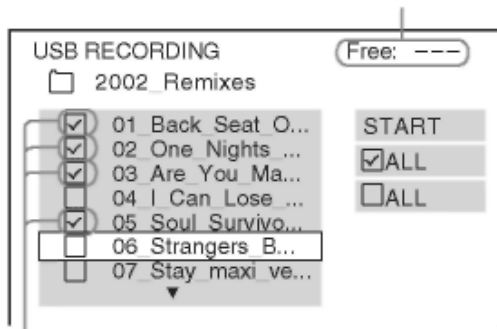 USB RECORDING
Free: ---
2002_Remixes
01_Back_Seat_O...
02_One_Nights_...
03_Are_You_Ma...
04_I_Can_Lose_...
05_Soul_Survivo...
06_Strangers_B...
07_Stay_maxi_ve...
START
ALL
ALL